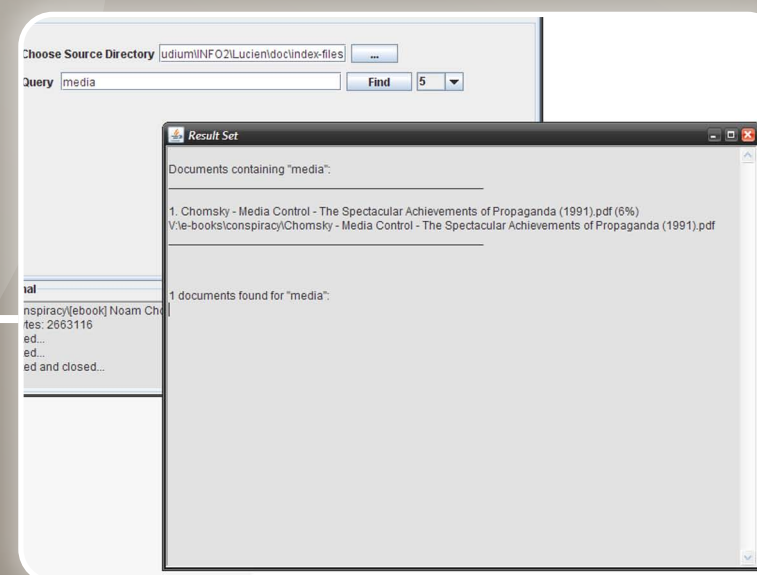 Choose Source Directory udium\INFO2\Lucien\doc\index-files ...
Query media Find 5
Result Set
Documents containing "media":
1. Chomsky - Media Control - The Spectacular Achievements of Propaganda (1991).pdf (6%)
V:\e-books\conspiracy\Chomsky - Media Control - The Spectacular Achievements of Propaganda (1991).pdf
1 documents found for "media":
nal
nspiracy\[ebook] Noam Cho
tes: 2663116
ed...
ed...
ed and closed...